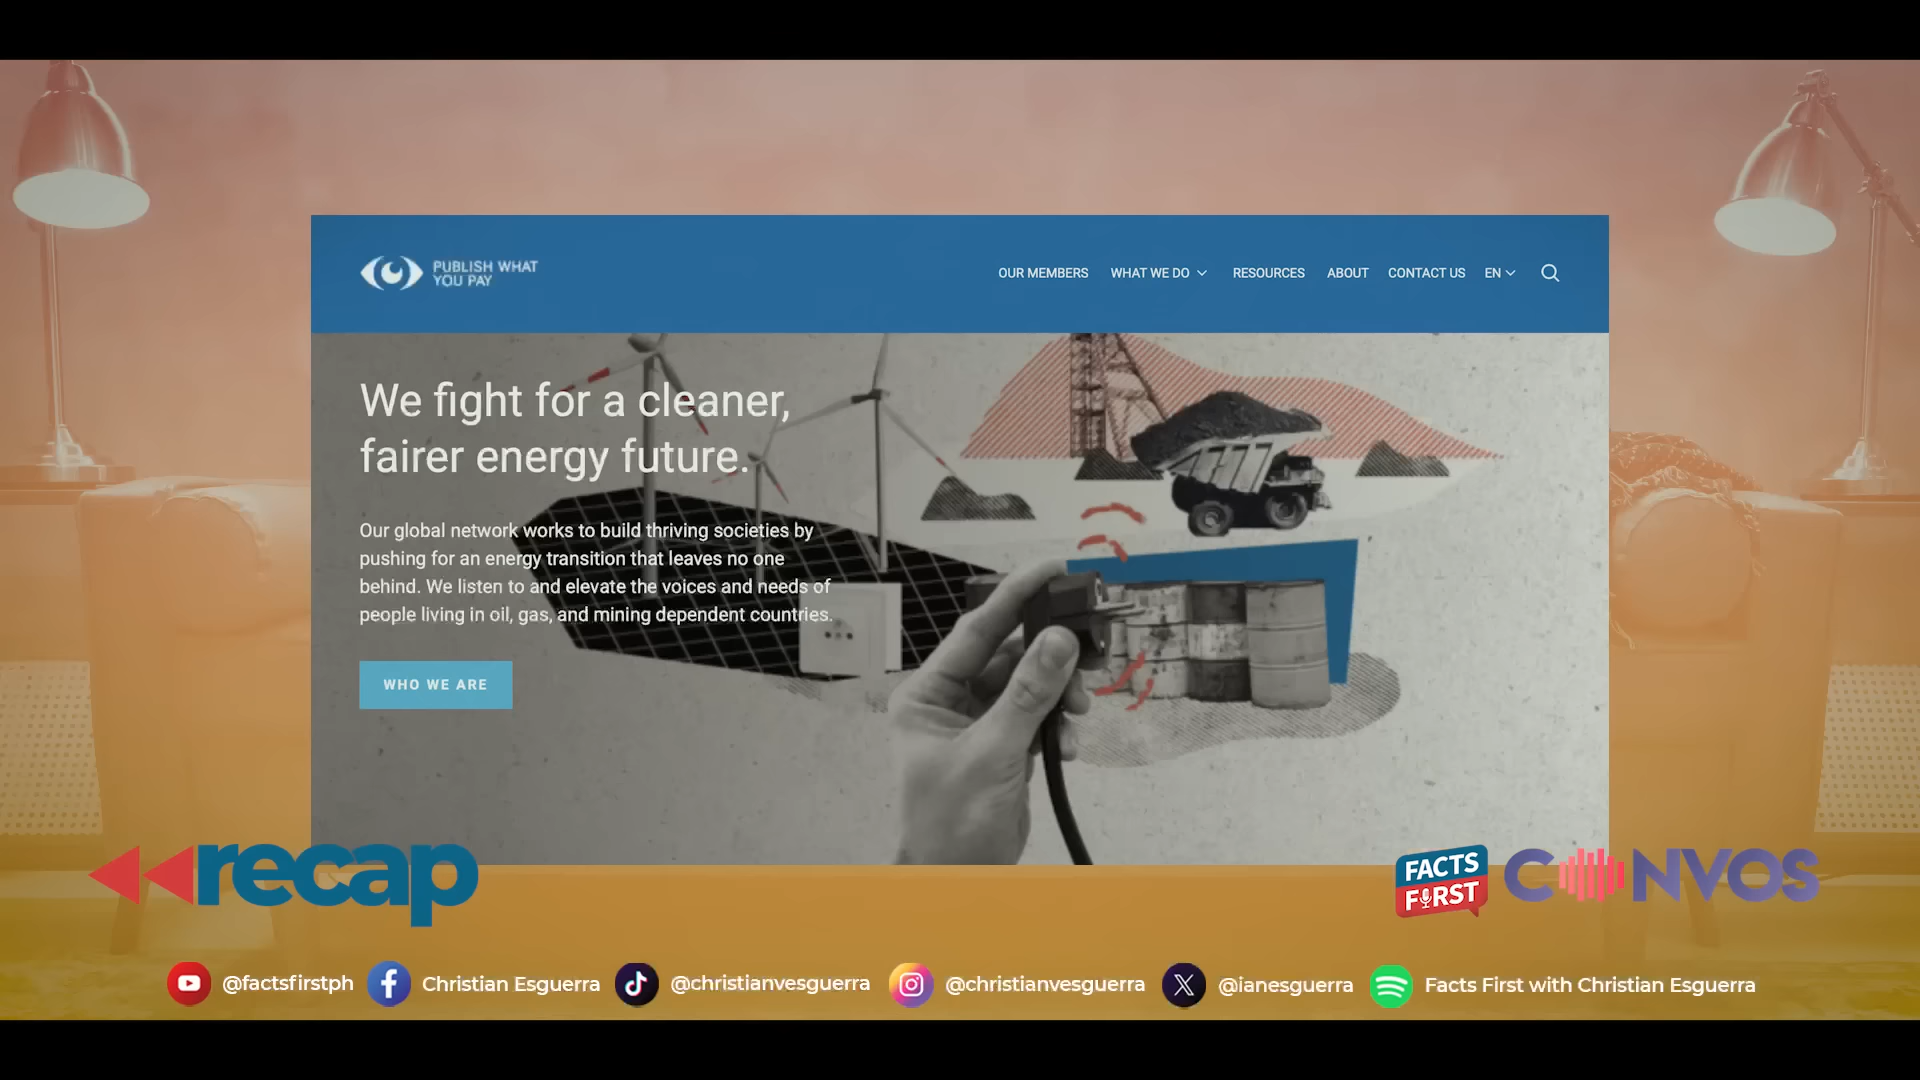 PUBLISH WHAT
YOU PAY
OUR MEMBERS WHAT WE DO RESOURCES ABOUT CONTACT US EN
We fight for a cleaner,
fairer energy future.
Our global network works to build thriving societies by
pushing for an energy transition that leaves no one
behind. We listen to and elevate the voices and needs of
people living in oil, gas, and mining dependent countries.
WHO WE ARE
recap
FACTS
FIRST
CONVOS
@factsfirstph Christian Esguerra @christianvesguerra @christianvesguerra @ianesguerra Facts First with Christian Esguerra